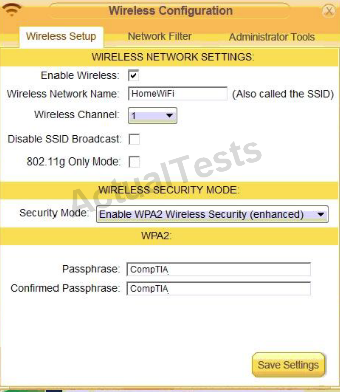 Wireless Configuration
Wireless Setup Network Filter Administrator Tools
WIRELESS NETWORK SETTINGS:
Enable Wireless:
Wireless Network Name: HomeWiFi (Also called the SSID)
Wireless Channel: 1
Disable SSID Broadcast:
802.11g Only Mode:
ActualTests
WIRELESS SECURITY MODE:
Security Mode: Enable WPA2 Wireless Security (enhanced)
WPA2:
Passphrase: CompTIA
Confirmed Passphrase: CompTIA
Save Settings